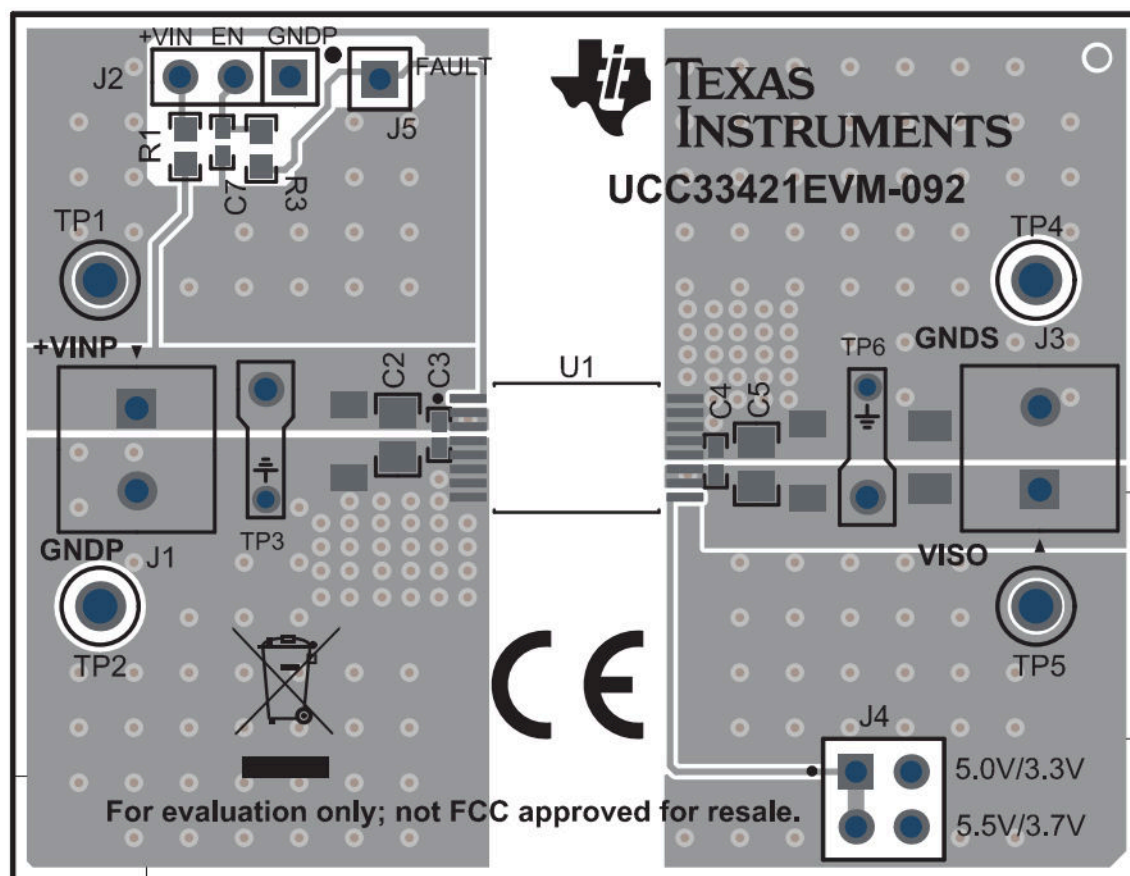 +VIN EN GNDP
J2
FAULT
J5
R1
C7
R3
TEXAS
INSTRUMENTS
UCC33421EVM-092
TP1
TP4
+VINP
GNDS
J3
C2
C3
U1
C4
C5
TP6
TP3
GNDP
J1
VISO
TP2
TP5
CE
J4
5.0V/3.3V
5.5V/3.7V
For evaluation only; not FCC approved for resale.